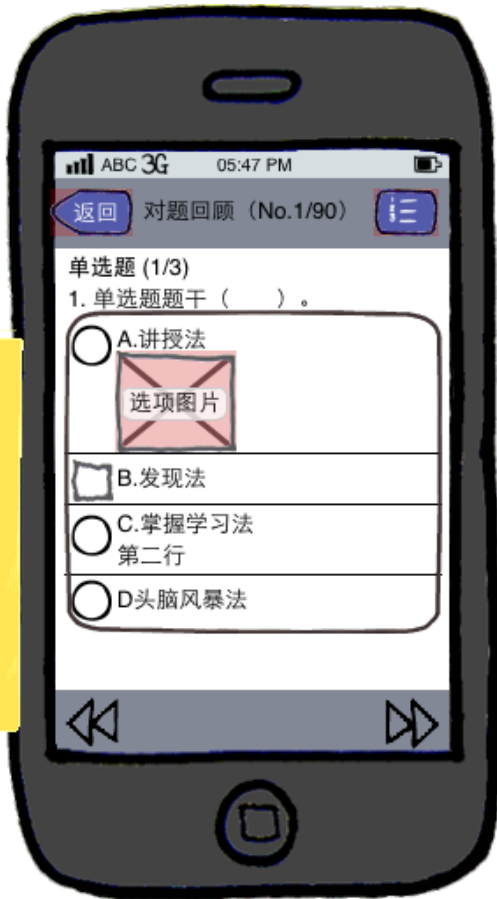 ABC 3G 05:47 PM
返回 对题回顾（No.1/90）
单选题 (1/3)
1. 单选题题干（　　）。
A.讲授法
选项图片
B.发现法
C.掌握学习法
第二行
D头脑风暴法